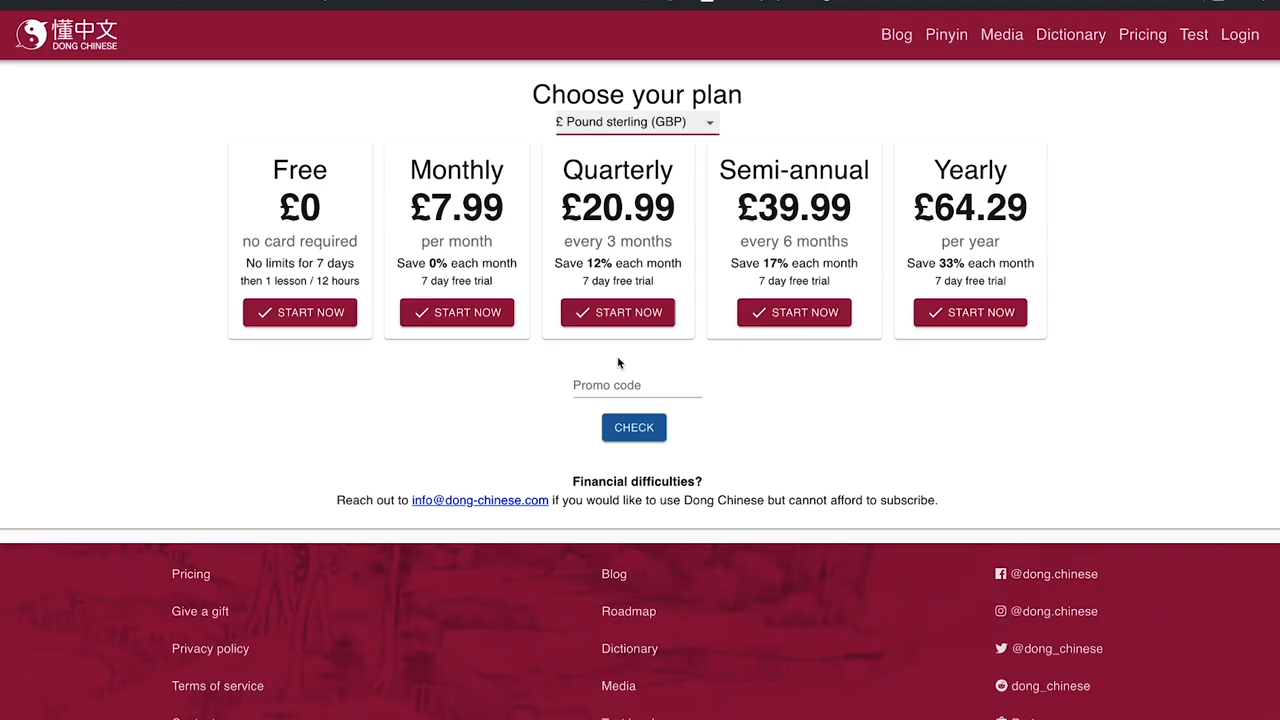 懂中文
DONG CHINESE
Blog Pinyin Media Dictionary Pricing Test Login
Choose your plan
£ Pound sterling (GBP)
Free
£0
no card required
No limits for 7 days
then 1 lesson / 12 hours
START NOW
Monthly
£7.99
per month
Save 0% each month
7 day free trial
START NOW
Quarterly
£20.99
every 3 months
Save 12% each month
7 day free trial
START NOW
Semi-annual
£39.99
every 6 months
Save 17% each month
7 day free trial
START NOW
Yearly
£64.29
per year
Save 33% each month
7 day free trial
START NOW
Promo code
CHECK
Financial difficulties?
Reach out to info@dong-chinese.com if you would like to use Dong Chinese but cannot afford to subscribe.
Pricing
Give a gift
Privacy policy
Terms of service
Blog
Roadmap
Dictionary
Media
@dong.chinese
@dong.chinese
@dong_chinese
dong_chinese